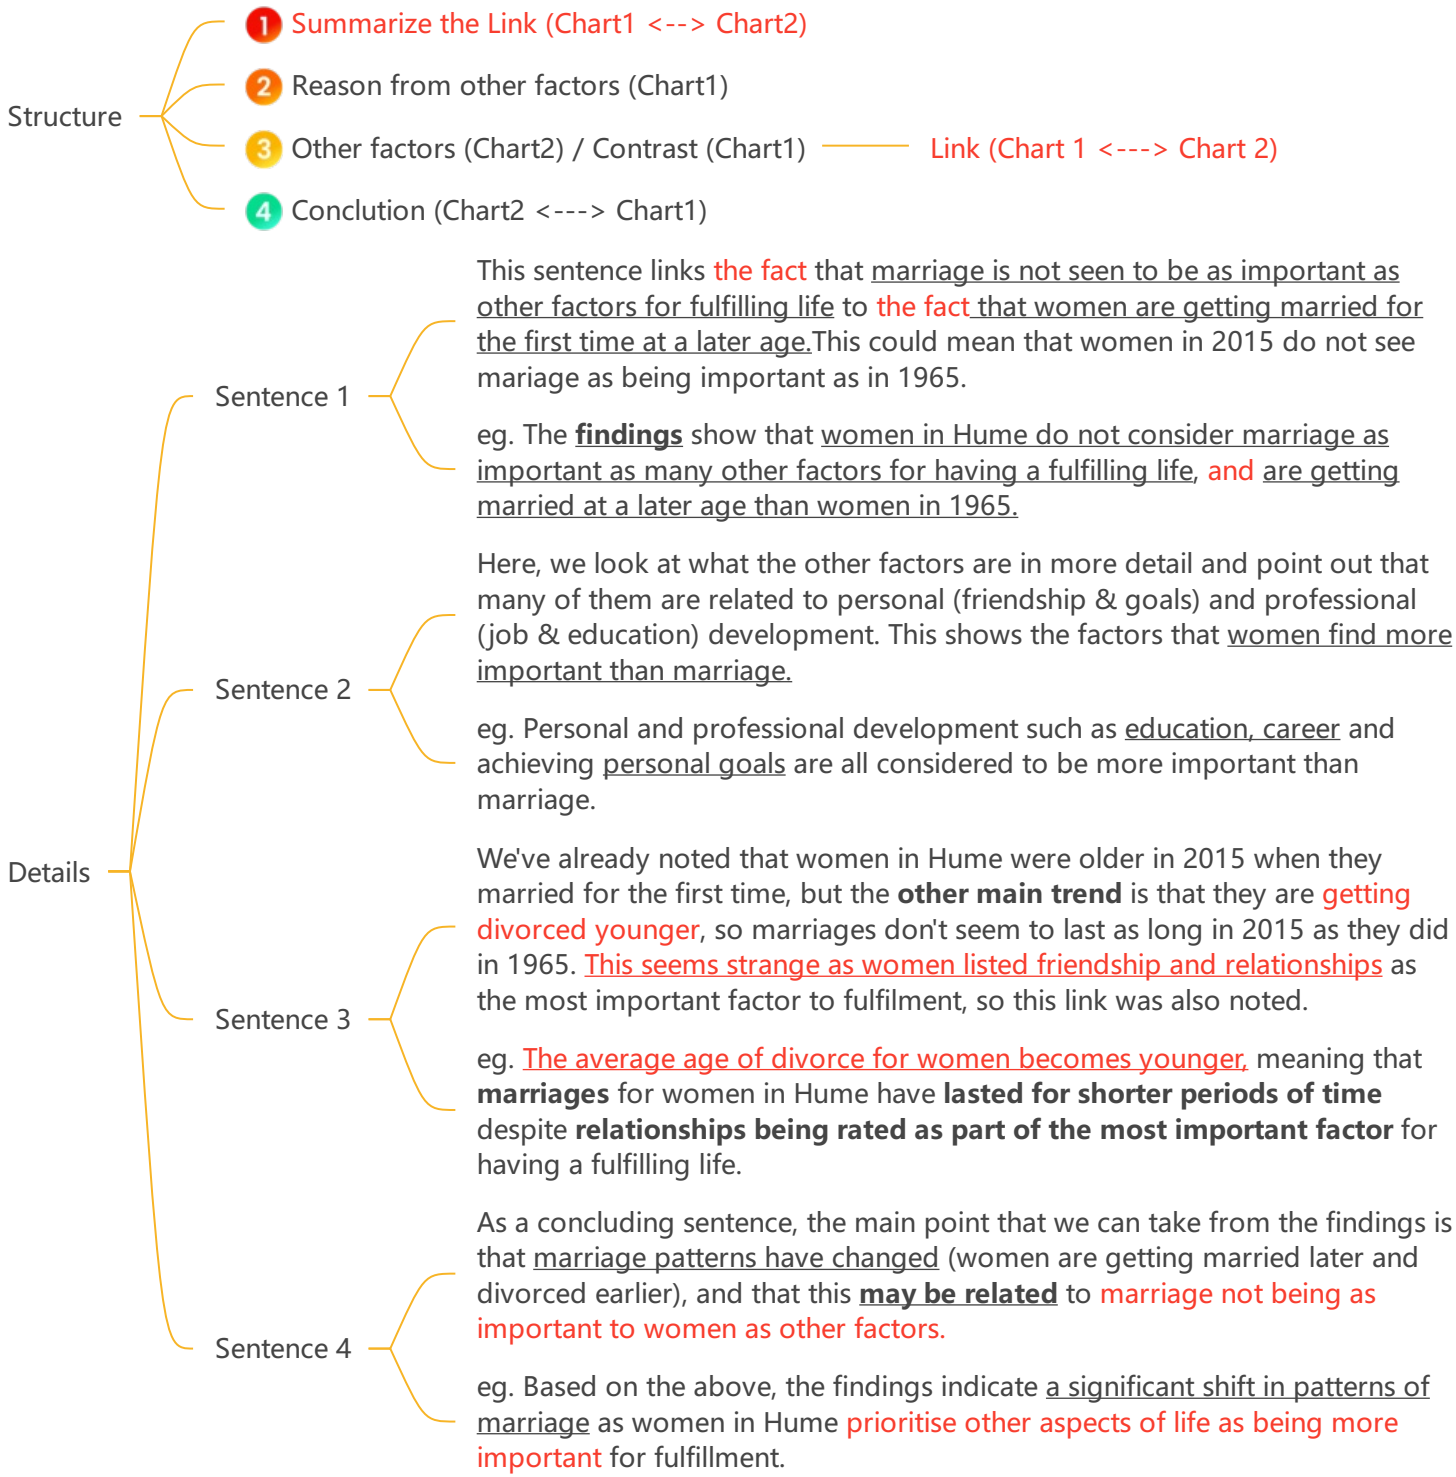 Structure
1 Summarize the Link (Chart1 <--> Chart2)
2 Reason from other factors (Chart1)
3 Other factors (Chart2) / Contrast (Chart1)
Link (Chart 1 <---> Chart 2)
4 Conclution (Chart2 <---> Chart1)
Details
Sentence 1
This sentence links the fact that marriage is not seen to be as important as
other factors for fulfilling life to the fact that women are getting married for
the first time at a later age.This could mean that women in 2015 do not see
mariage as being important as in 1965.
eg. The findings show that women in Hume do not consider marriage as
important as many other factors for having a fulfilling life, and are getting
married at a later age than women in 1965.
Sentence 2
Here, we look at what the other factors are in more detail and point out that
many of them are related to personal (friendship & goals) and professional
(job & education) development. This shows the factors that women find more
important than marriage.
eg. Personal and professional development such as education, career and
achieving personal goals are all considered to be more important than
marriage.
Sentence 3
We've already noted that women in Hume were older in 2015 when they
married for the first time, but the other main trend is that they are getting
divorced younger, so marriages don't seem to last as long in 2015 as they did
in 1965. This seems strange as women listed friendship and relationships as
the most important factor to fulfilment, so this link was also noted.
eg. The average age of divorce for women becomes younger, meaning that
marriages for women in Hume have lasted for shorter periods of time
despite relationships being rated as part of the most important factor for
having a fulfilling life.
Sentence 4
As a concluding sentence, the main point that we can take from the findings is
that marriage patterns have changed (women are getting married later and
divorced earlier), and that this may be related to marriage not being as
important to women as other factors.
eg. Based on the above, the findings indicate a significant shift in patterns of
marriage as women in Hume prioritise other aspects of life as being more
important for fulfillment.